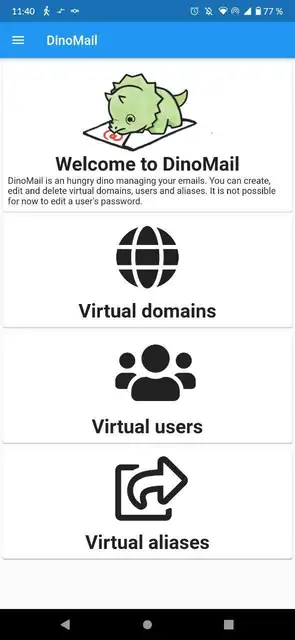 11:40
77 %
DinoMail
Welcome to DinoMail
DinoMail is an hungry dino managing your emails. You can create,
edit and delete virtual domains, users and aliases. It is not possible
for now to edit a user's password.
Virtual domains
Virtual users
Virtual aliases